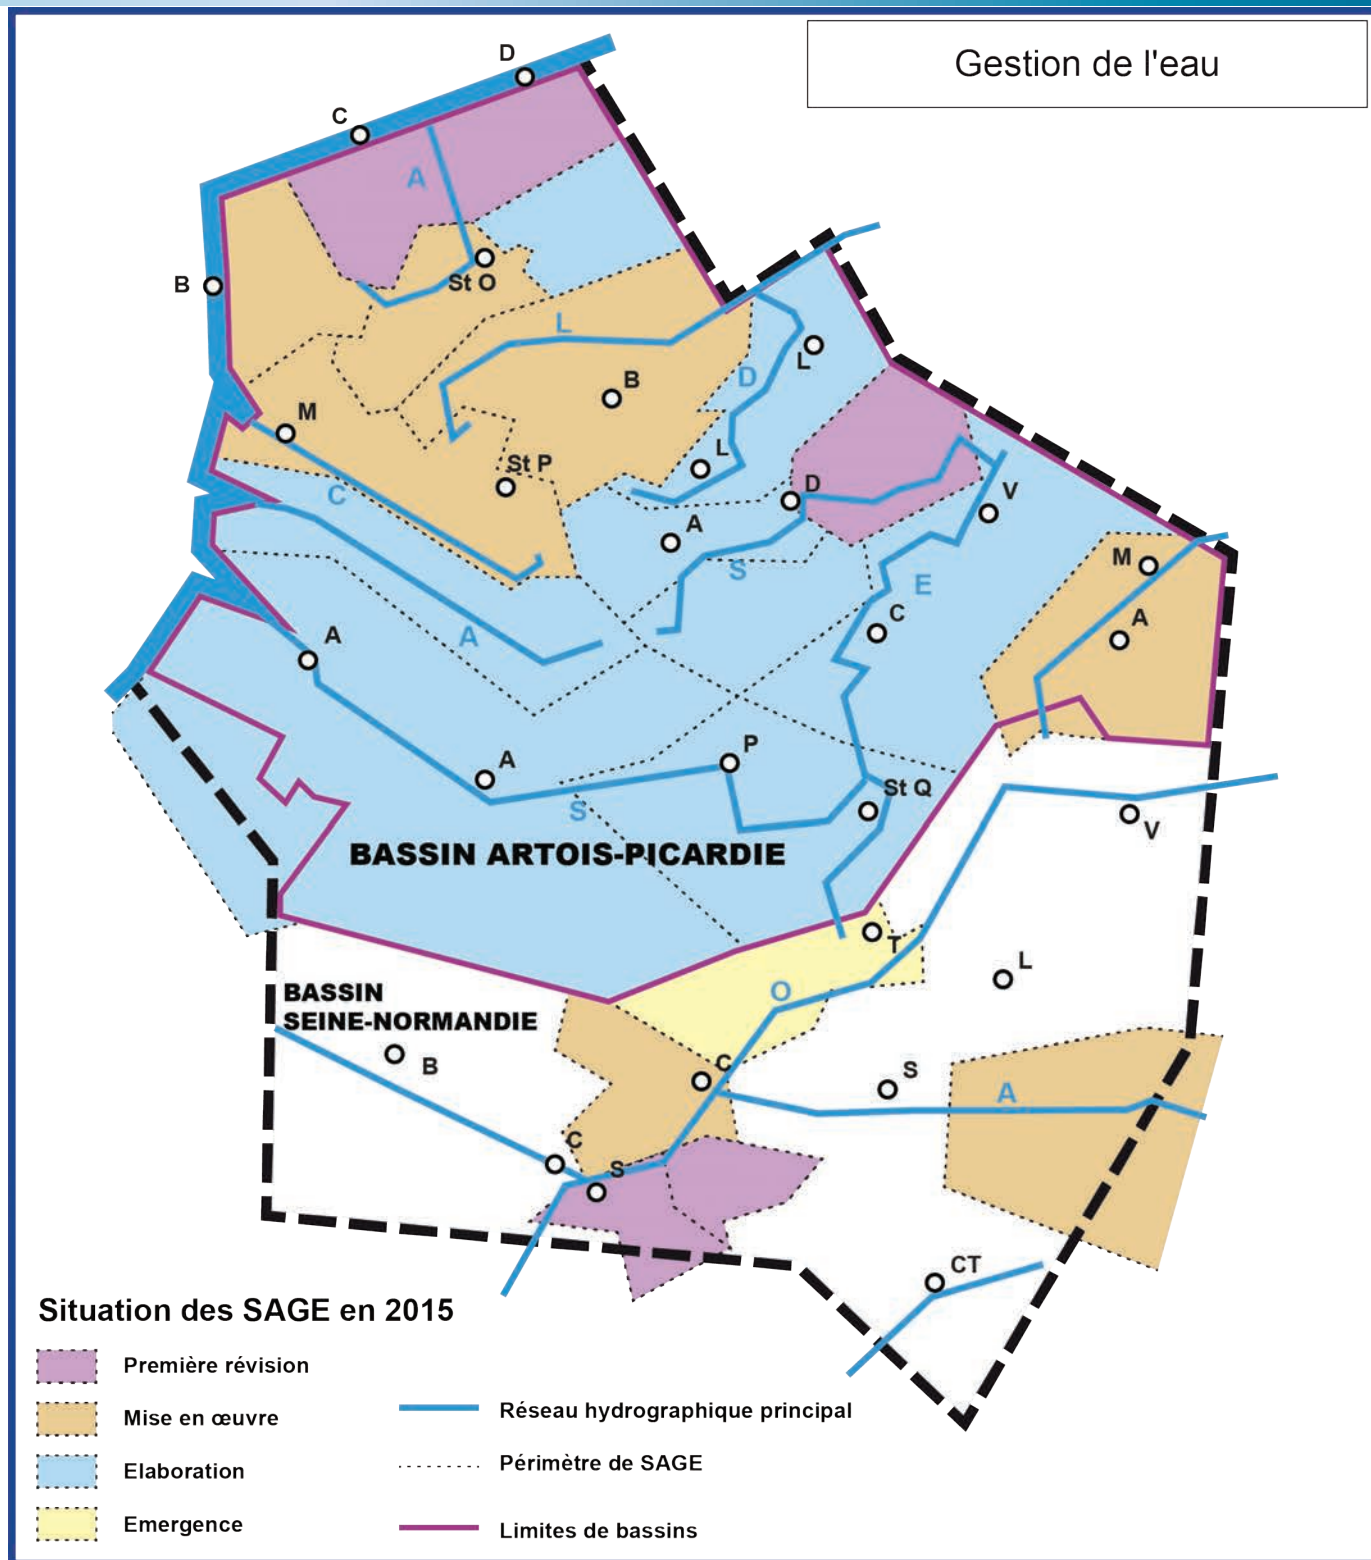 Gestion de l'eau
D
C
A
B
St O
L
L
D
B
M
St P
L
D
V
C
A
S
M
E
A
C
A
A
P
A
St Q
S
V
BASSIN ARTOIS-PICARDIE
T
L
O
BASSIN
SEINE-NORMANDIE
B
C
S
A
C
S
CT
Situation des SAGE en 2015
Première révision
Mise en œuvre
Elaboration
Emergence
Réseau hydrographique principal
Périmètre de SAGE
Limites de bassins